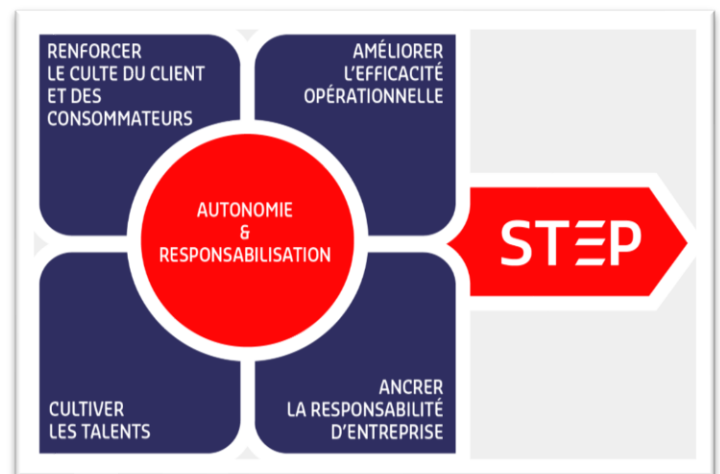 RENFORCER
LE CULTE DU CLIENT
ET DES
CONSOMMATEURS
AMÉLIORER
L'EFFICACITÉ
OPÉRATIONNELLE
AUTONOMIE
&
RESPONSABILISATION
STEP
CULTIVER
LES TALENTS
ANCRER
LA RESPONSABILITÉ
D'ENTREPRISE